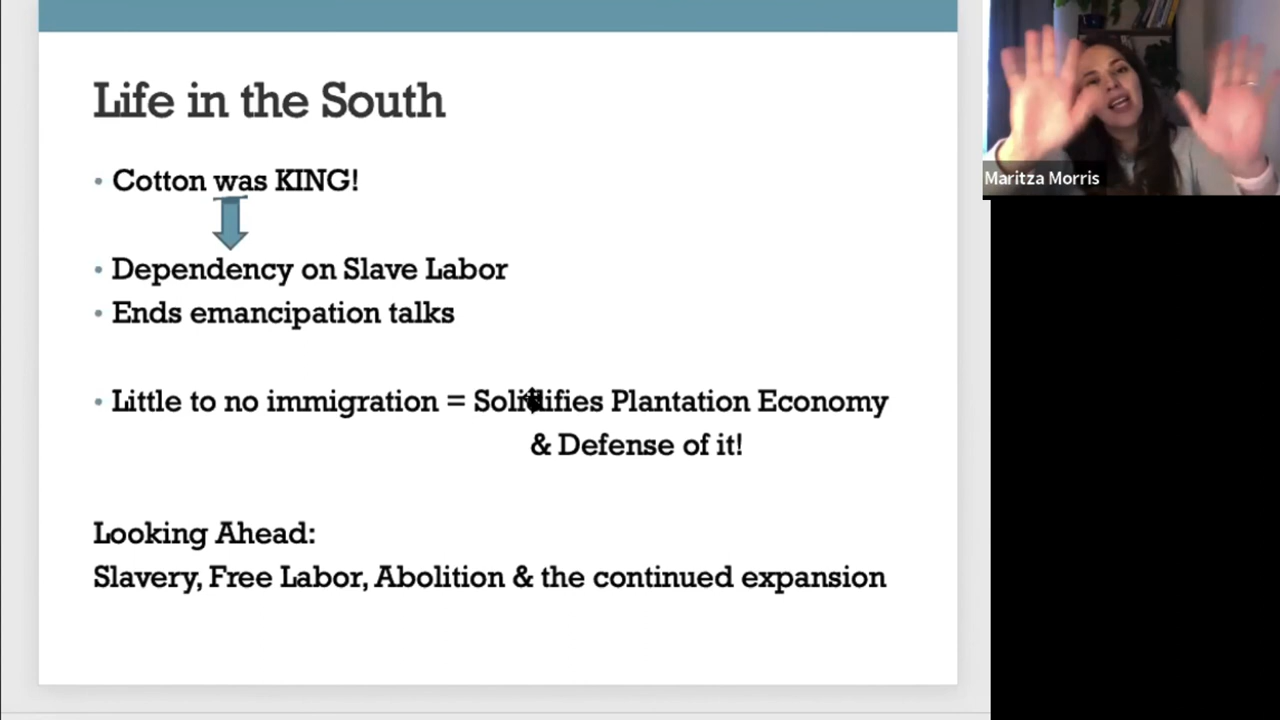 Life in the South
• Cotton was KING!
• Dependency on Slave Labor
• Ends emancipation talks
• Little to no immigration = Solidifies Plantation Economy
& Defense of it!
Looking Ahead:
Slavery, Free Labor, Abolition & the continued expansion
Maritza Morris